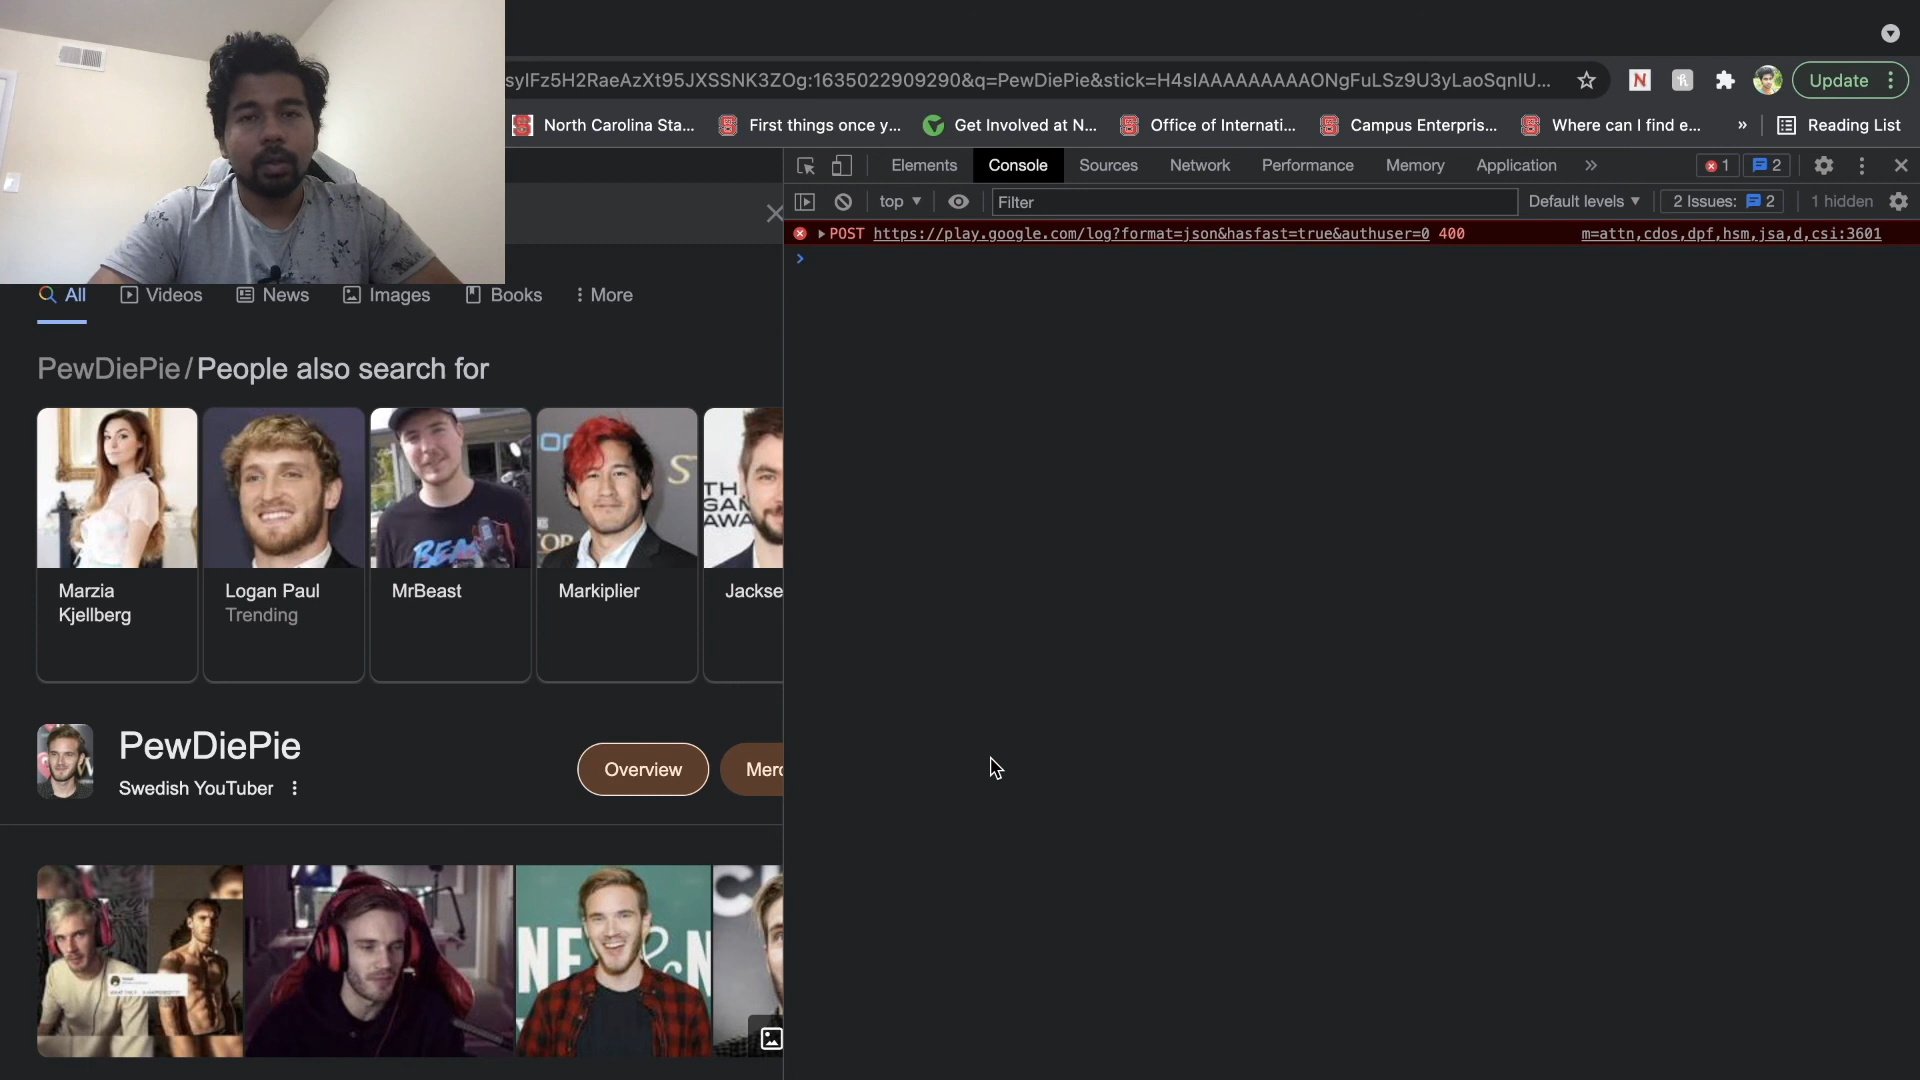 syIFz5H2RaeAzXt95JXSSNK3ZOg:1635022909290&q=PewDiePie&stick=H4sIAAAAAAAAAONgFuLSz9U3yLaoSqnIU...
Update
North Carolina Sta...
First things once y...
Get Involved at N...
Office of Internati...
Campus Enterpris...
Where can I find e...
»
Reading List
Elements
Console
Sources
Network
Performance
Memory
Application
1
2
top
Filter
Default levels
2 Issues:
2
1 hidden
POST https://play.google.com/log?format=json&hasfast=true&authuser=0 400
m=attn,cdos,dpf,hsm,jsa,d,csi:3601
All
Videos
News
Images
Books
More
PewDiePie / People also search for
Marzia
Kjellberg
Logan Paul
Trending
MrBeast
Markiplier
Jackse
PewDiePie
Swedish YouTuber
Overview
Merc